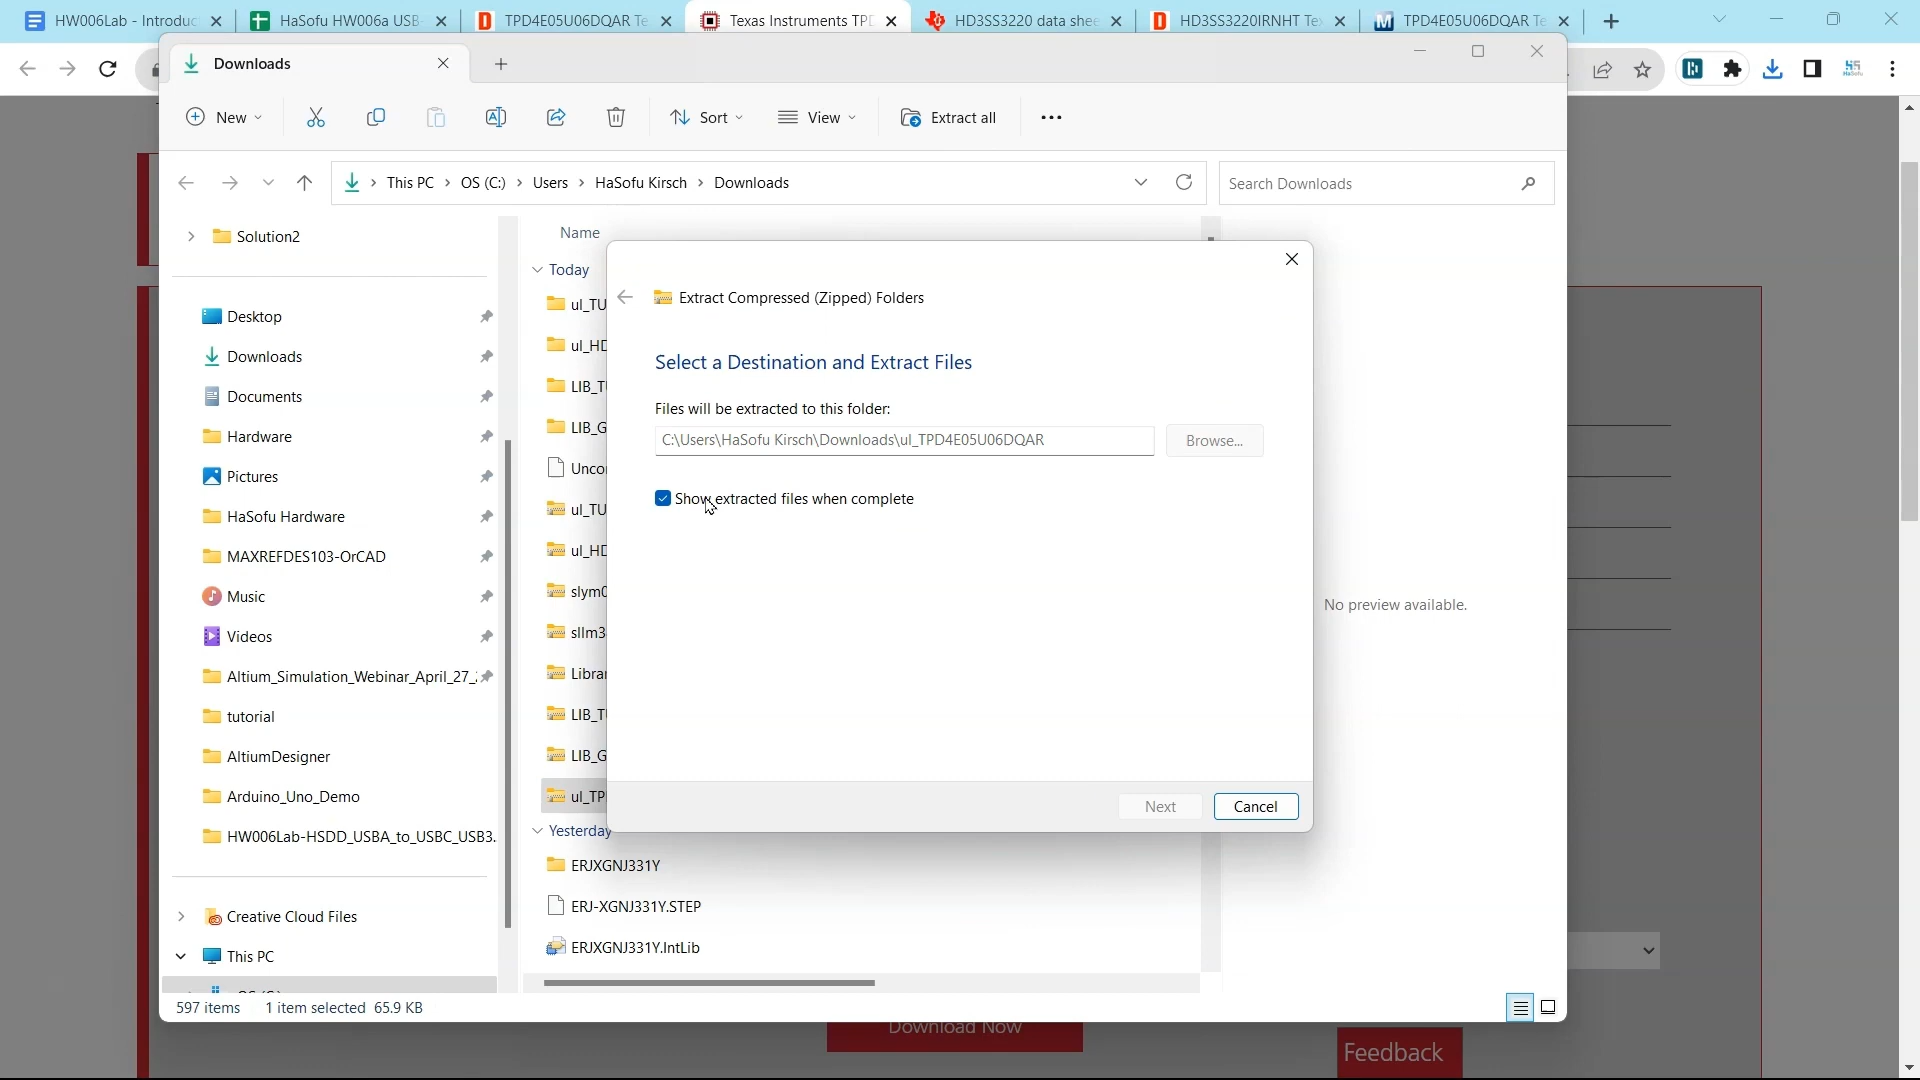 HW006Lab - Introduc
HaSofu HW006a USB
TPD4E05U06DQAR Te
Texas Instruments TPD
HD3SS3220 data shee
HD3SS3220IRNHT Te
TPD4E05U06DQAR Te
Downloads
New
Sort
View
Extract all
This PC > OS (C:) > Users > HaSofu Kirsch > Downloads
Search Downloads
Solution2
Desktop
Downloads
Documents
Hardware
Pictures
HaSofu Hardware
MAXREFDES103-OrCAD
Music
Videos
Altium_Simulation_Webinar_April_27_
tutorial
AltiumDesigner
Arduino_Uno_Demo
HW006Lab-HSDD_USBA_to_USBC_USB3.
Creative Cloud Files
This PC
Name
Today
ul_TU
ul_HD
LIB_TU
LIB_G
Uncon
ul_TU
ul_HD
slym0
sllm3
Librar
LIB_TU
LIB_G
ul_TP
Yesterday
ERJXGNJ331Y
ERJ-XGNJ331Y.STEP
ERJXGNJ331Y.IntLib
Extract Compressed (Zipped) Folders
Select a Destination and Extract Files
Files will be extracted to this folder:
C:\Users\HaSofu Kirsch\Downloads\ul_TPD4E05U06DQAR
Browse...
Show extracted files when complete
Next
Cancel
No preview available.
597 items
1 item selected 65.9 KB
Download Now
Feedback